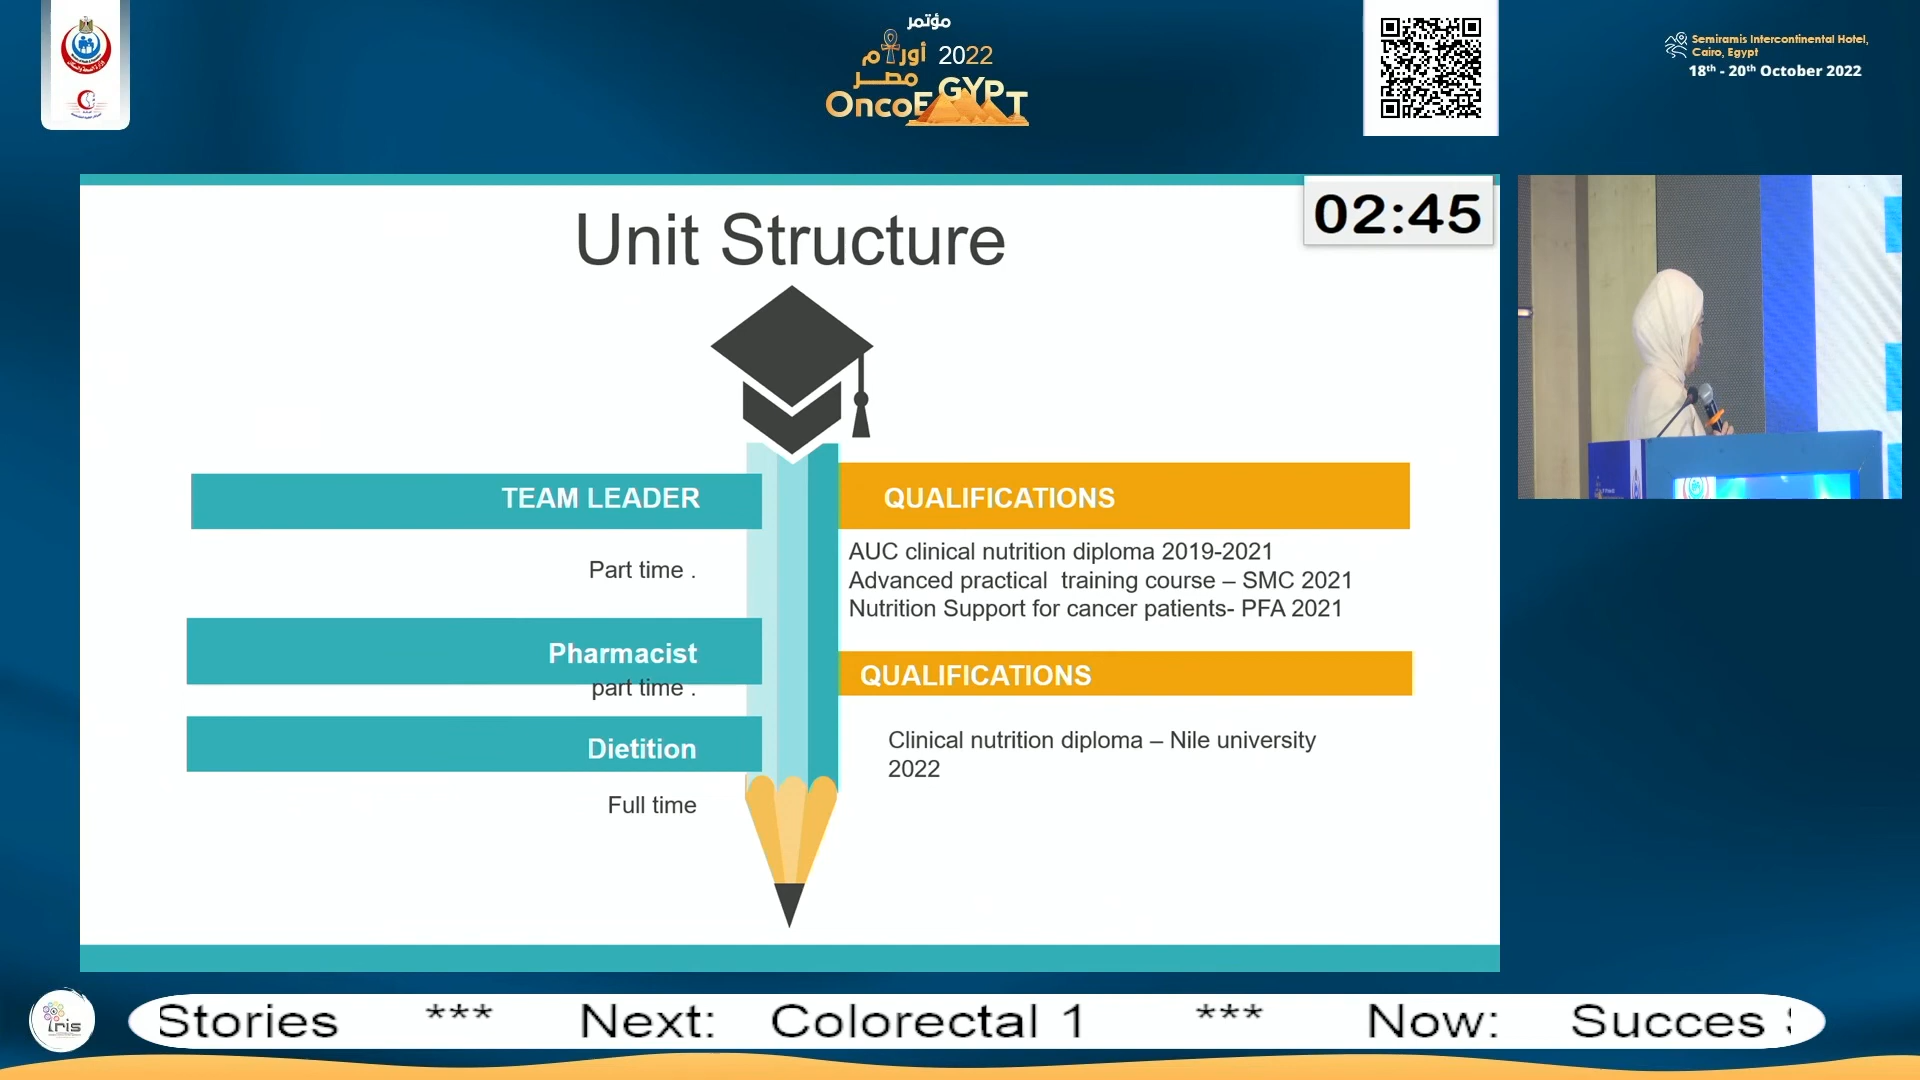 مؤتمر
أورام 2022
مصر
OncoEGYPT
Semiramis Intercontinental Hotel,
Cairo, Egypt
18th - 20th October 2022
Unit Structure
02:45
TEAM LEADER
QUALIFICATIONS
Part time .
AUC clinical nutrition diploma 2019-2021
Advanced practical  training course – SMC 2021
Nutrition Support for cancer patients- PFA 2021
Pharmacist
part time .
QUALIFICATIONS
Dietition
Clinical nutrition diploma – Nile university
2022
Full time
iris
Stories *** Next: Colorectal 1 *** Now: Succes